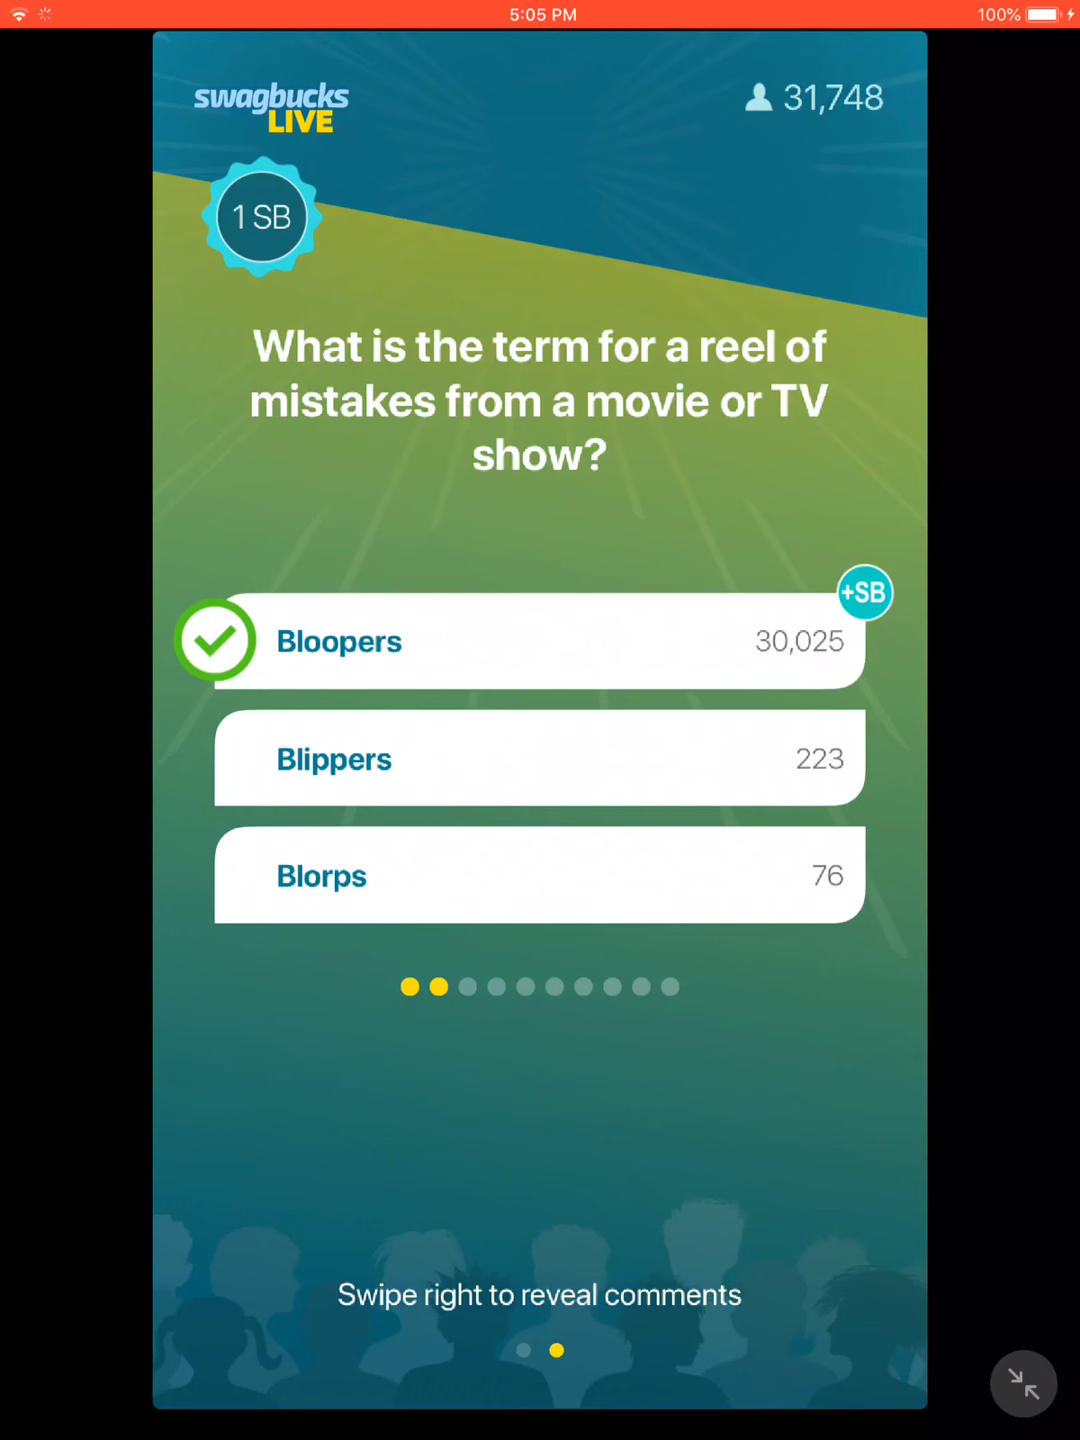 5:05 PM
100%
swagbucks
LIVE
31,748
1 SB
What is the term for a reel of
mistakes from a movie or TV
show?
+SB
Bloopers 30,025
Blippers 223
Blorps 76
Swipe right to reveal comments